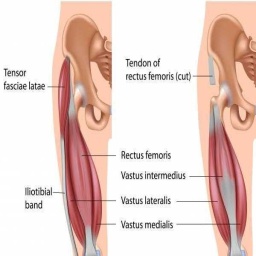 Tensor
fasciae latae
Tendon of
rectus femoris (cut)
Rectus femoris
Vastus intermedius
Iliotibial
band
Vastus lateralis
Vastus medialis